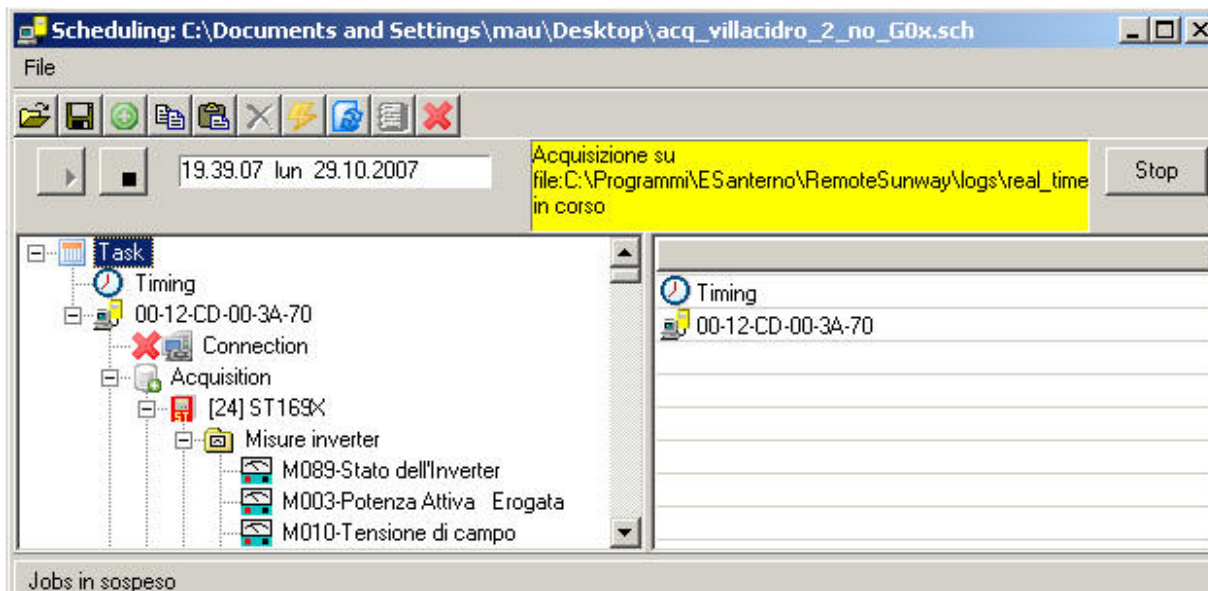 Scheduling: C:\Documents and Settings\mau\Desktop\acq_villacidro_2_no_G0x.sch
File
19.39.07 lun 29.10.2007
Acquisizione su
file:C:\Programmi\ESanterno\RemoteSunway\logs\real_time
in corso
Stop
Task
Timing
00-12-CD-00-3A-70
Connection
Acquisition
[24] ST169X
Misure inverter
M089-Stato dell'Inverter
M003-Potenza Attiva Erogata
M010-Tensione di campo
Timing
00-12-CD-00-3A-70
Jobs in sospeso